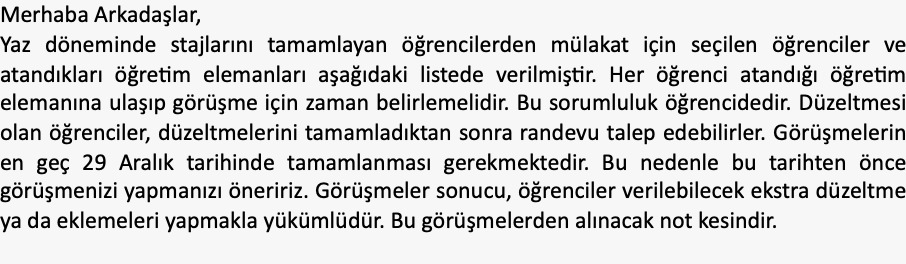 Merhaba Arkadaşlar,
Yaz döneminde stajlarını tamamlayan öğrencilerden mülakat için seçilen öğrenciler ve
atandıkları öğretim elemanları aşağıdaki listede verilmiştir. Her öğrenci atandığı öğretim
elemanına ulaşıp görüşme için zaman belirlemelidir. Bu sorumluluk öğrencidedir. Düzeltmesi
olan öğrenciler, düzeltmelerini tamamladıktan sonra randevu talep edebilirler. Görüşmelerin
en geç 29 Aralık tarihinde tamamlanması gerekmektedir. Bu nedenle bu tarihten önce
görüşmenizi yapmanızı öneririz. Görüşmeler sonucu, öğrenciler verilebilecek ekstra düzeltme
ya da eklemeleri yapmakla yükümlüdür. Bu görüşmelerden alınacak not kesindir.